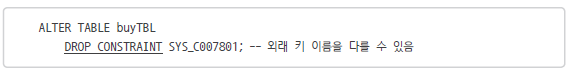 ALTER TABLE buyTBL
DROP CONSTRAINT SYS_C007801; -- 외래 키 이름을 다를 수 있음